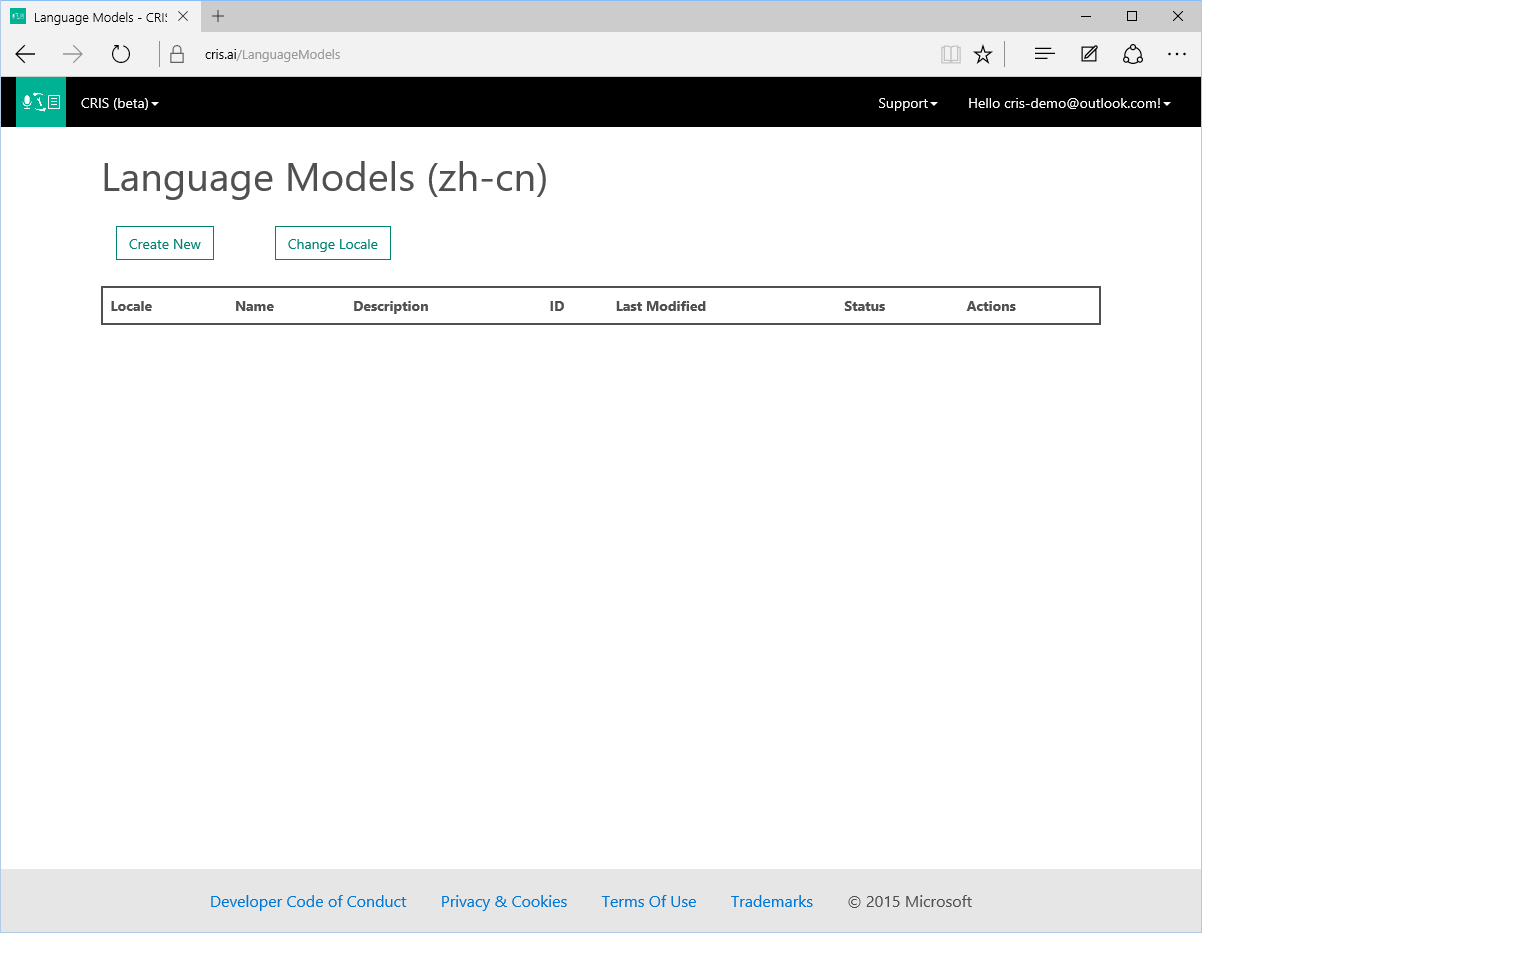 Language Models - CRIS
cris.ai/LanguageModels
CRIS (beta) Support Hello cris-demo@outlook.com!
Language Models (zh-cn)
Create New Change Locale
Locale Name Description ID Last Modified Status Actions
Developer Code of Conduct Privacy & Cookies Terms Of Use Trademarks © 2015 Microsoft